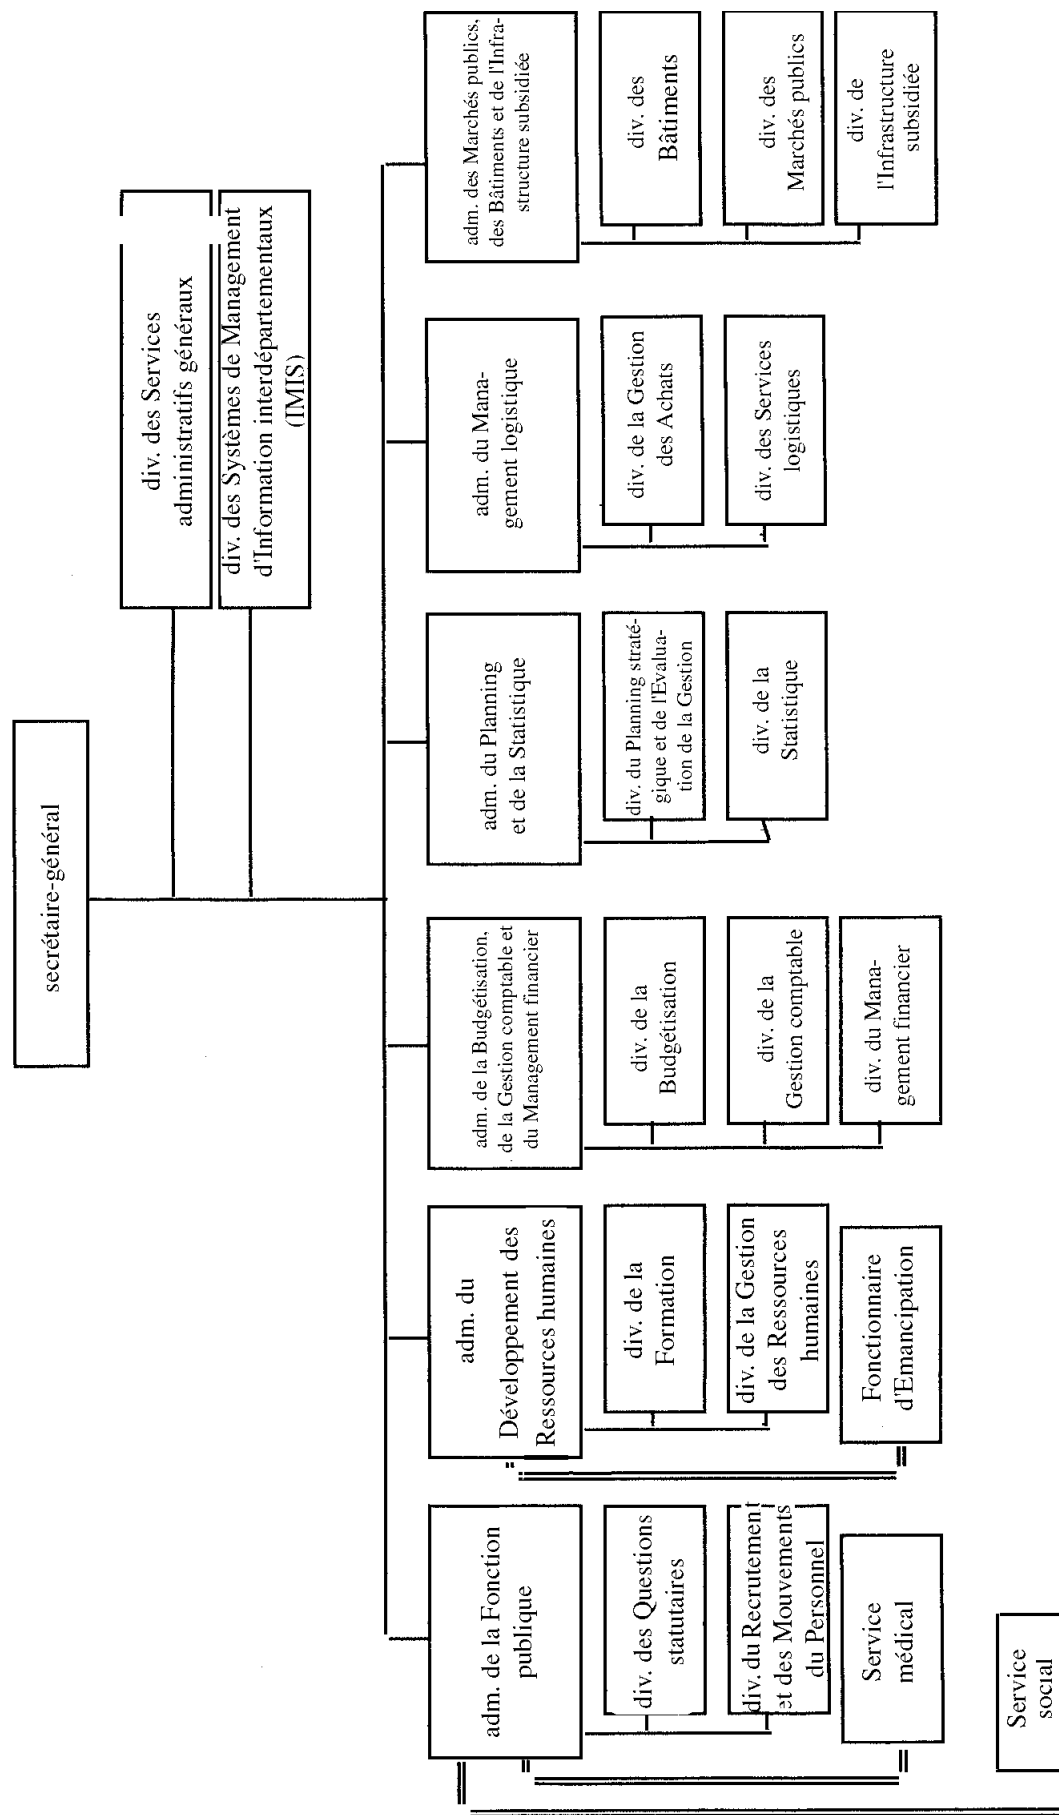 secrétaire-général
div. des Services
administratifs généraux
div. des Systèmes de Management
d'Information interdépartementaux
(IMIS)
adm. de la Fonction
publique
div. des Questions
statutaires
div. du Recrutement
et des Mouvements
du Personnel
Service
médical
Service
social
adm. du
Développement des
Ressources humaines
div. de la
Formation
div. de la Gestion
des Ressources
humaines
Fonctionnaire
d'Emancipation
adm. de la Budgétisation,
de la Gestion comptable et
du Management financier
div. de la
Budgétisation
div. de la
Gestion comptable
div. du Mana-
gement financier
adm. du Planning
et de la Statistique
div. du Planning straté-
gique et de l'Evalua-
tion de la Gestion
div. de la
Statistique
adm. du Mana-
gement logistique
div. de la Gestion
des Achats
div. des Services
logistiques
adm. des Marchés publics,
des Bâtiments et de l'Infra-
structure subsidiée
div. des
Bâtiments
div. des
Marchés publics
div. de
l'Infrastructure
subsidiée